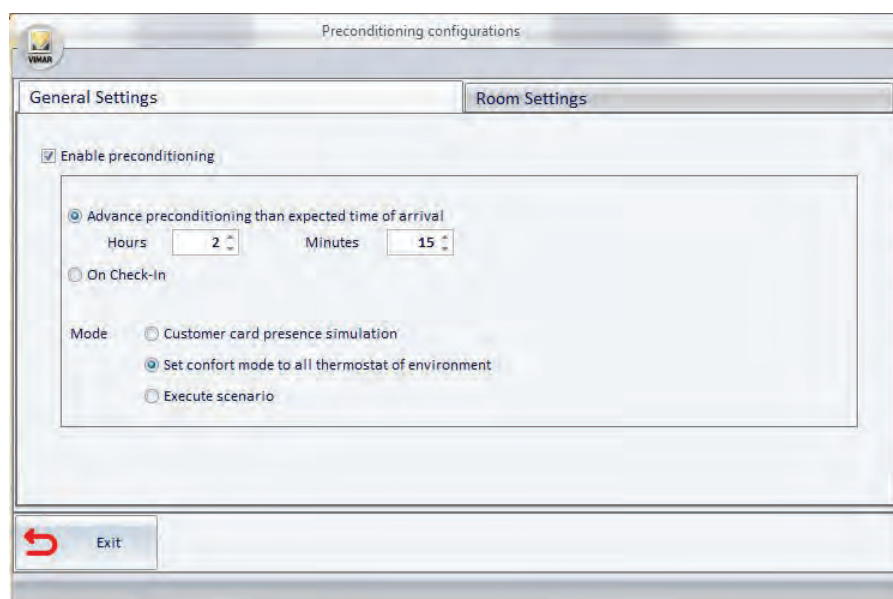 Preconditioning configurations
VIMAR
General Settings Room Settings
Enable preconditioning
Advance preconditioning than expected time of arrival
Hours 2 Minutes 15
On Check-In
Mode Customer card presence simulation
Set confort mode to all thermostat of environment
Execute scenario
Exit